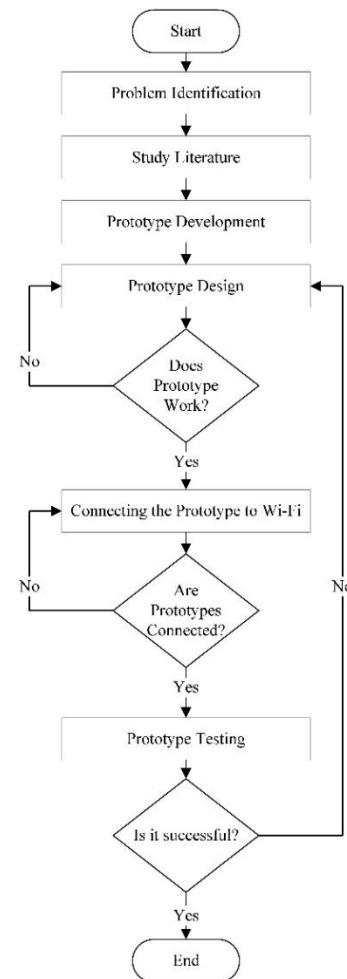 Start
Problem Identification
Study Literature
Prototype Development
Prototype Design
No
Does
Prototype
Work?
Yes
Connecting the Prototype to Wi-Fi
No
Are
Prototypes
Connected?
No
Yes
Prototype Testing
Is it successful?
Yes
End